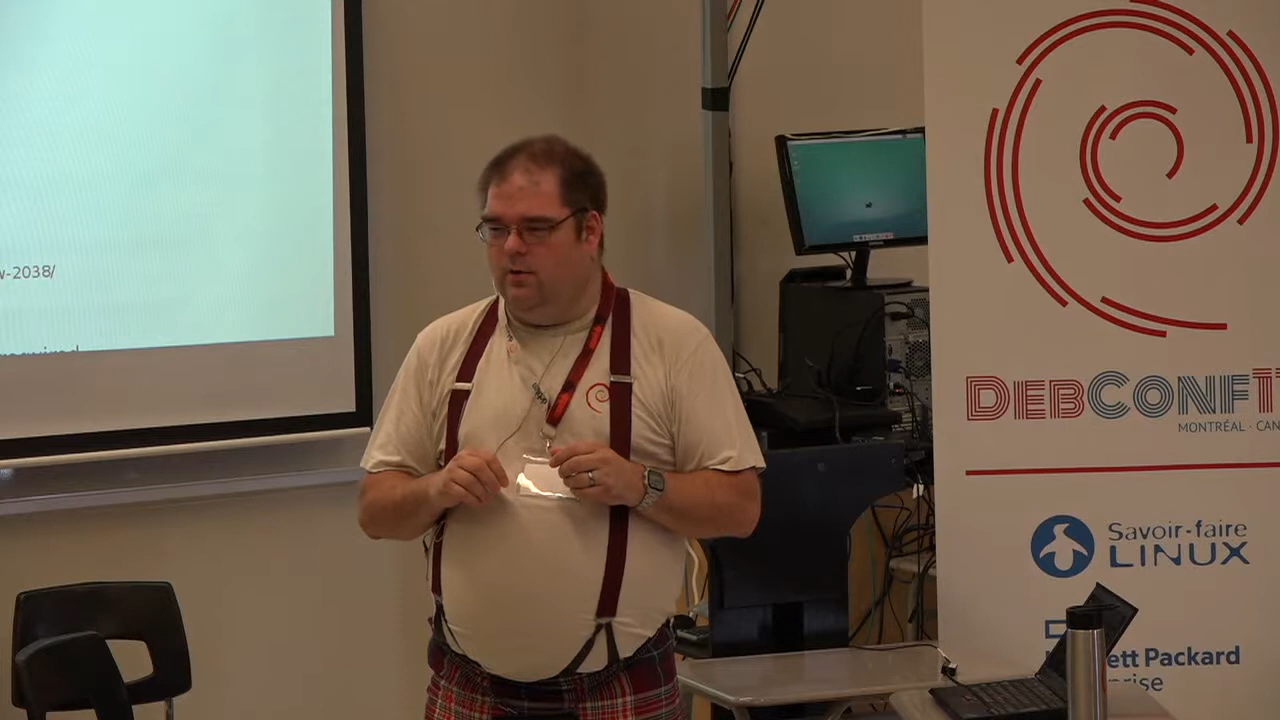 w-2038/
DEBCONF
MONTRÉAL · CAN
Savoir-faire
LINUX
ett Packard
rise